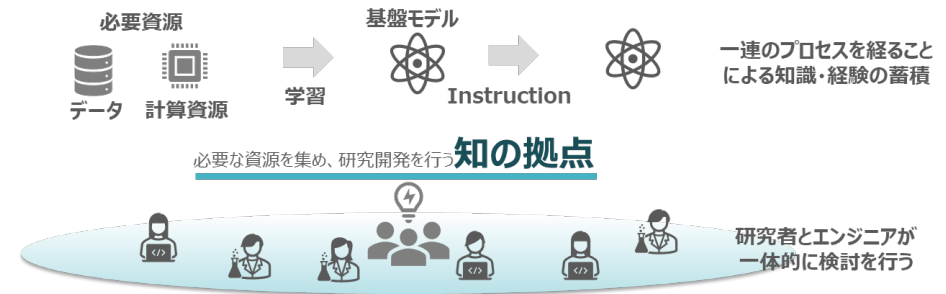 必要資源
データ
計算資源
学習
基盤モデル
Instruction
一連のプロセスを経ること
による知識・経験の蓄積
必要な資源を集め、研究開発を行う知の拠点
研究者とエンジニアが
一体的に検討を行う